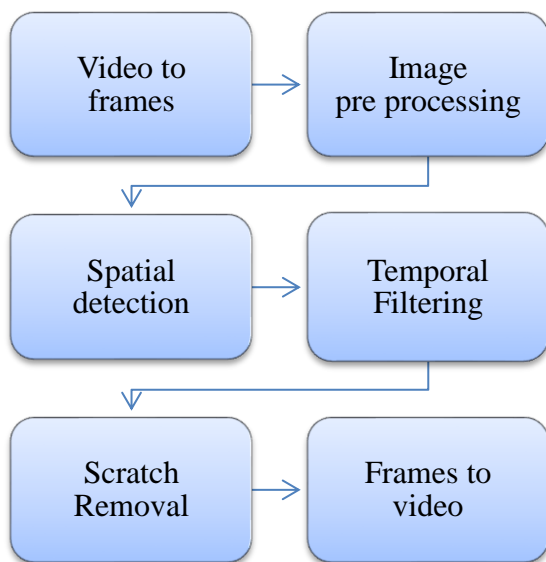 Video to
frames
Image
pre processing
Spatial
detection
Temporal
Filtering
Scratch
Removal
Frames to
video